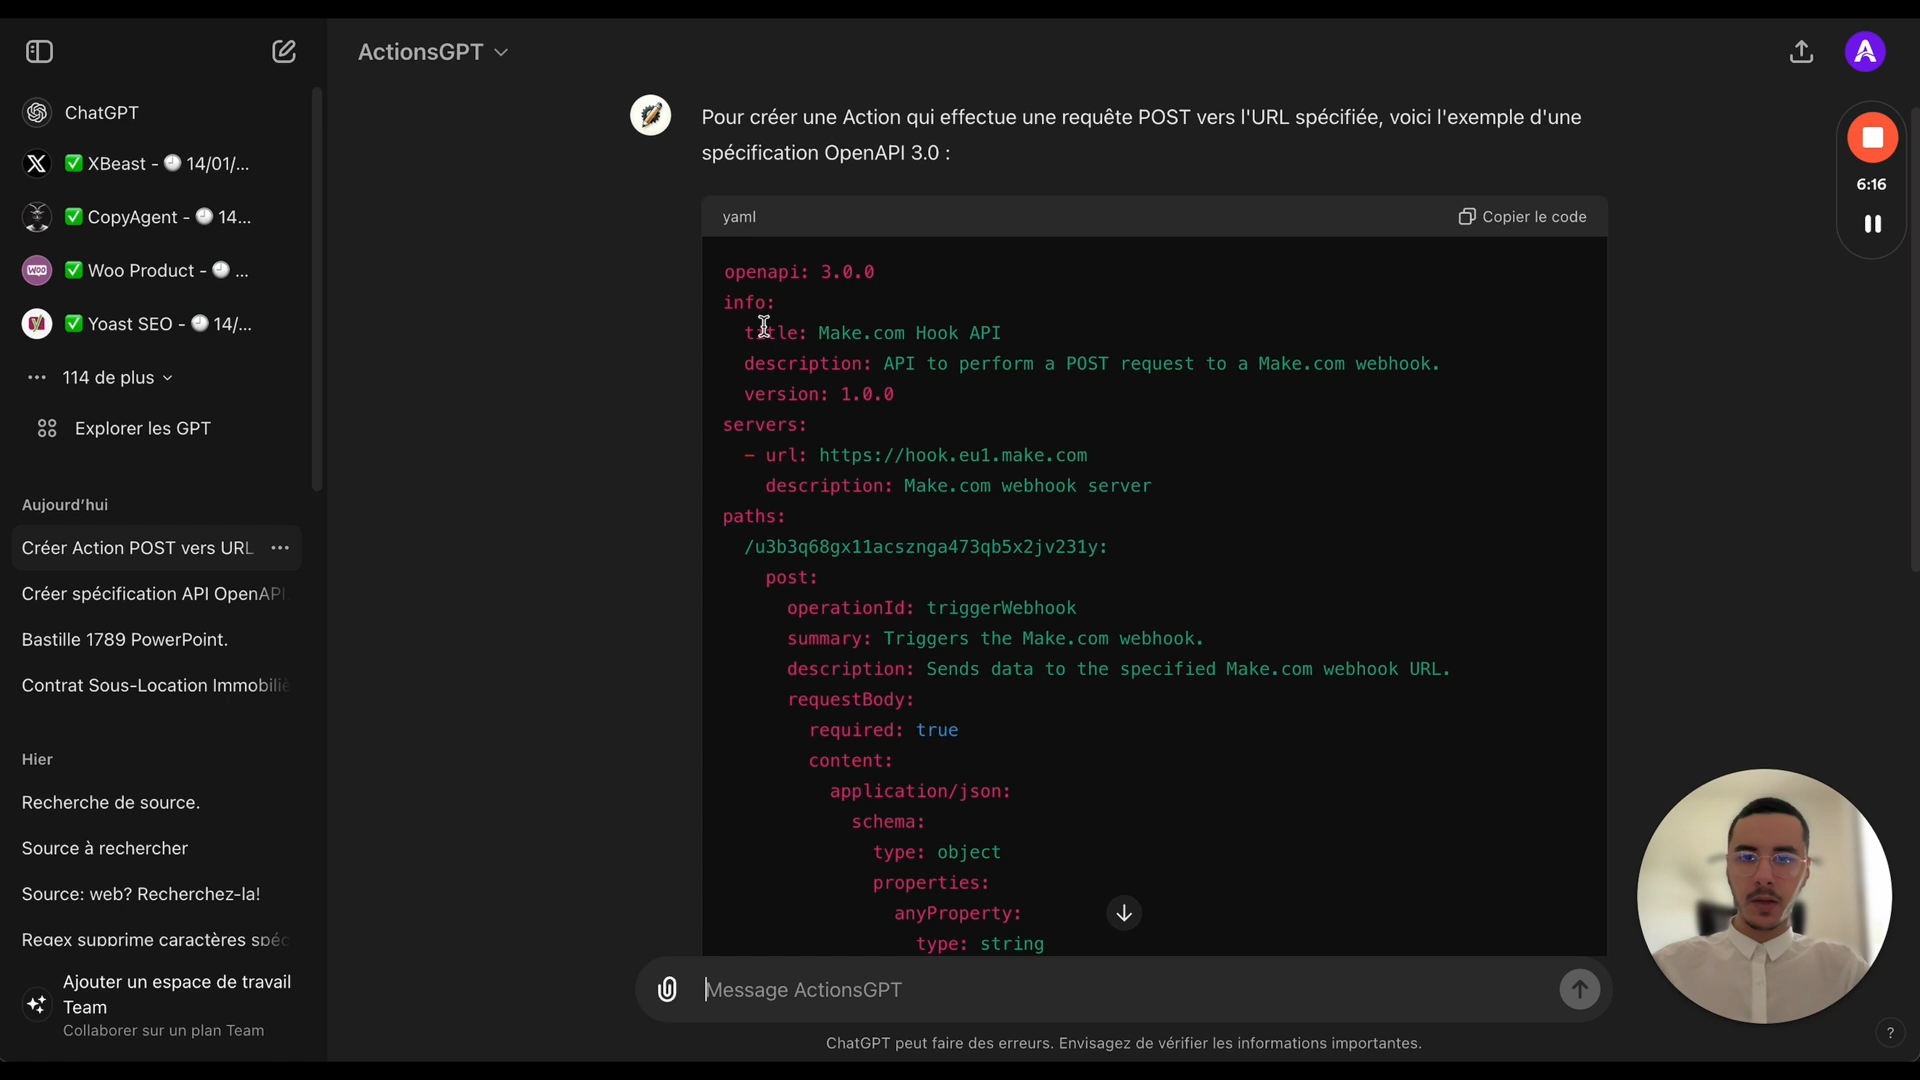 ActionsGPT
A
ChatGPT
✅ XBeast - 🕘 14/01/...
✅ CopyAgent - 🕘 14...
WOO
✅ Woo Product - 🕘 ...
✅ Yoast SEO - 🕘 14/...
114 de plus
Explorer les GPT
Aujourd'hui
Créer Action POST vers URL
Créer spécification API OpenAPI
Bastille 1789 PowerPoint.
Contrat Sous-Location Immobiliè
Hier
Recherche de source.
Source à rechercher
Source: web? Recherchez-la!
Regex supprime caractères spéc
Ajouter un espace de travail
Team
Collaborer sur un plan Team
Pour créer une Action qui effectue une requête POST vers l'URL spécifiée, voici l'exemple d'une
spécification OpenAPI 3.0 :
yaml
Copier le code
openapi: 3.0.0
info:
title: Make.com Hook API
description: API to perform a POST request to a Make.com webhook.
version: 1.0.0
servers:
- url: https://hook.eu1.make.com
description: Make.com webhook server
paths:
/u3b3q68gx11acsznga473qb5x2jv231y:
post:
operationId: triggerWebhook
summary: Triggers the Make.com webhook.
description: Sends data to the specified Make.com webhook URL.
requestBody:
required: true
content:
application/json:
schema:
type: object
properties:
anyProperty:
type: string
Message ActionsGPT
ChatGPT peut faire des erreurs. Envisagez de vérifier les informations importantes.
6:16
?